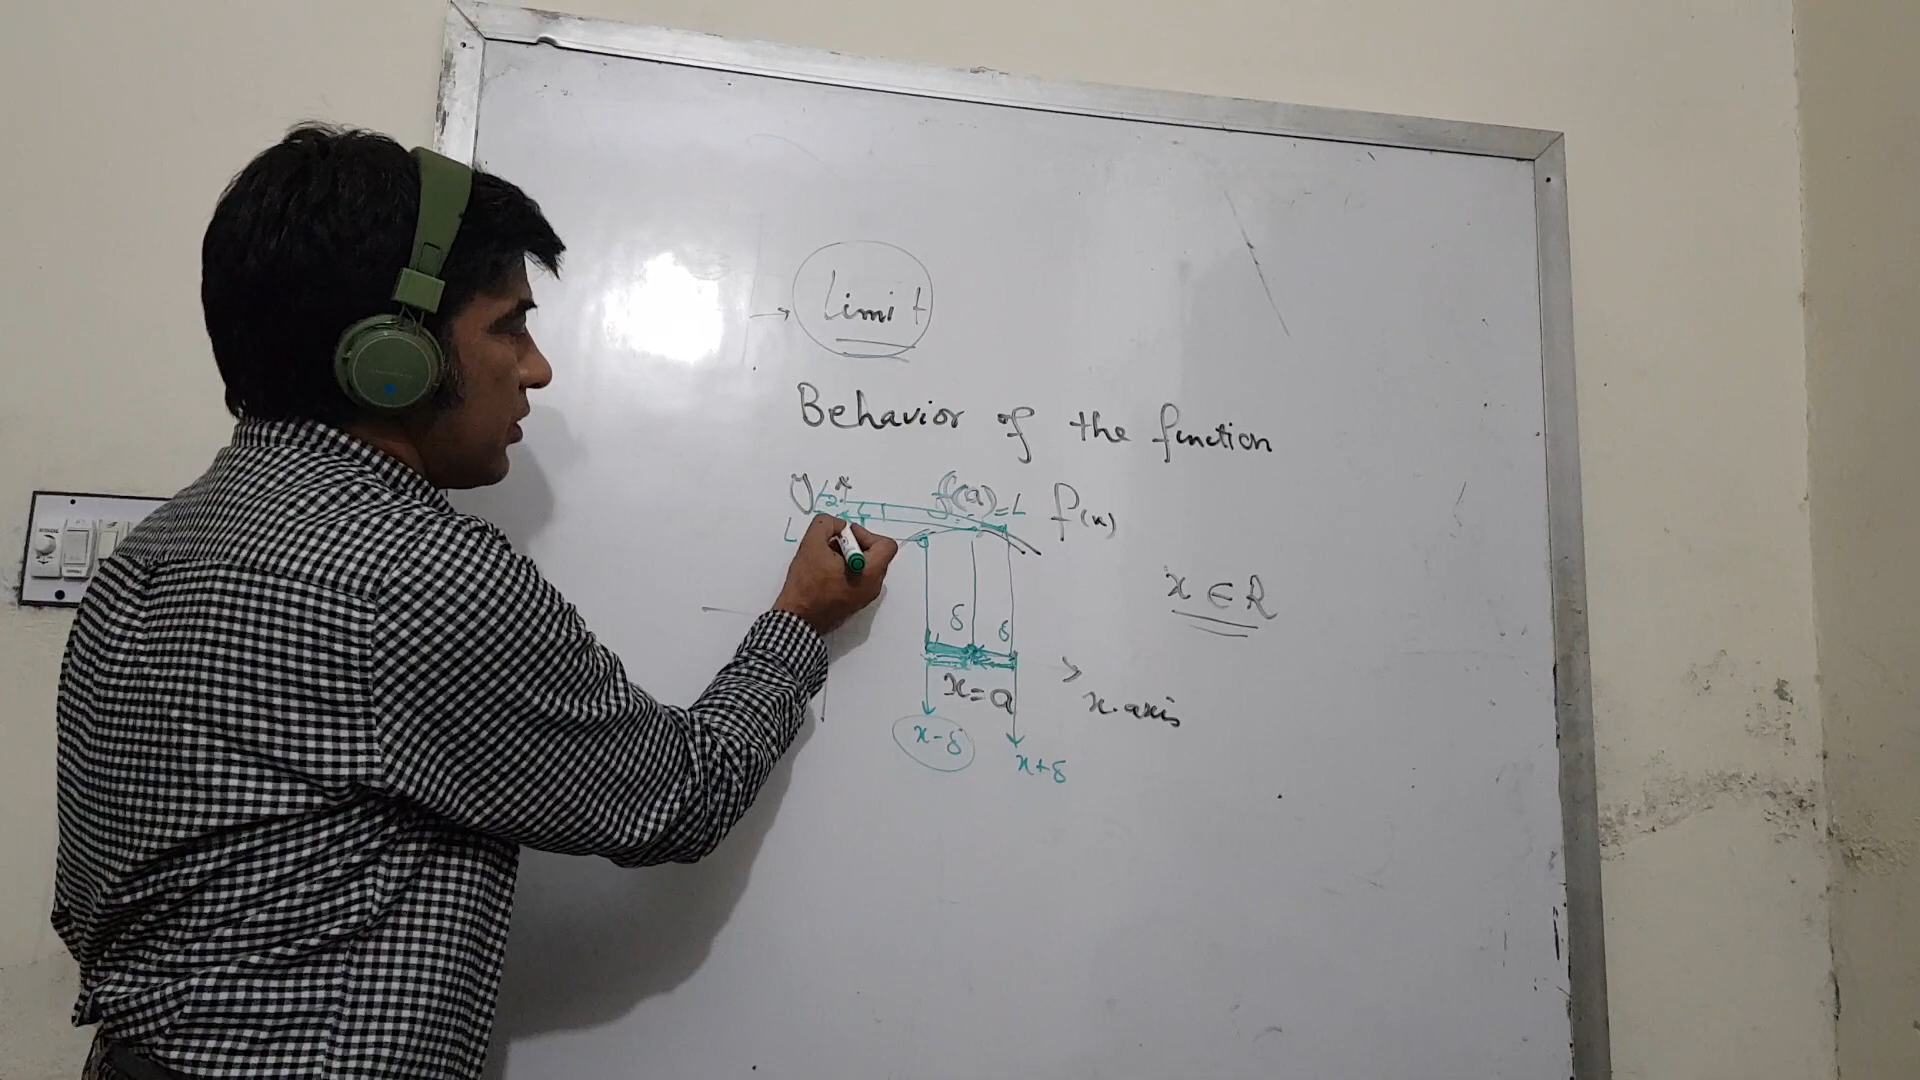 Limit
Behavior of the function
y f(a)=L f(x)
L
x ∈ R
δ δ
x=a
x-axis
x-δ
x+δ